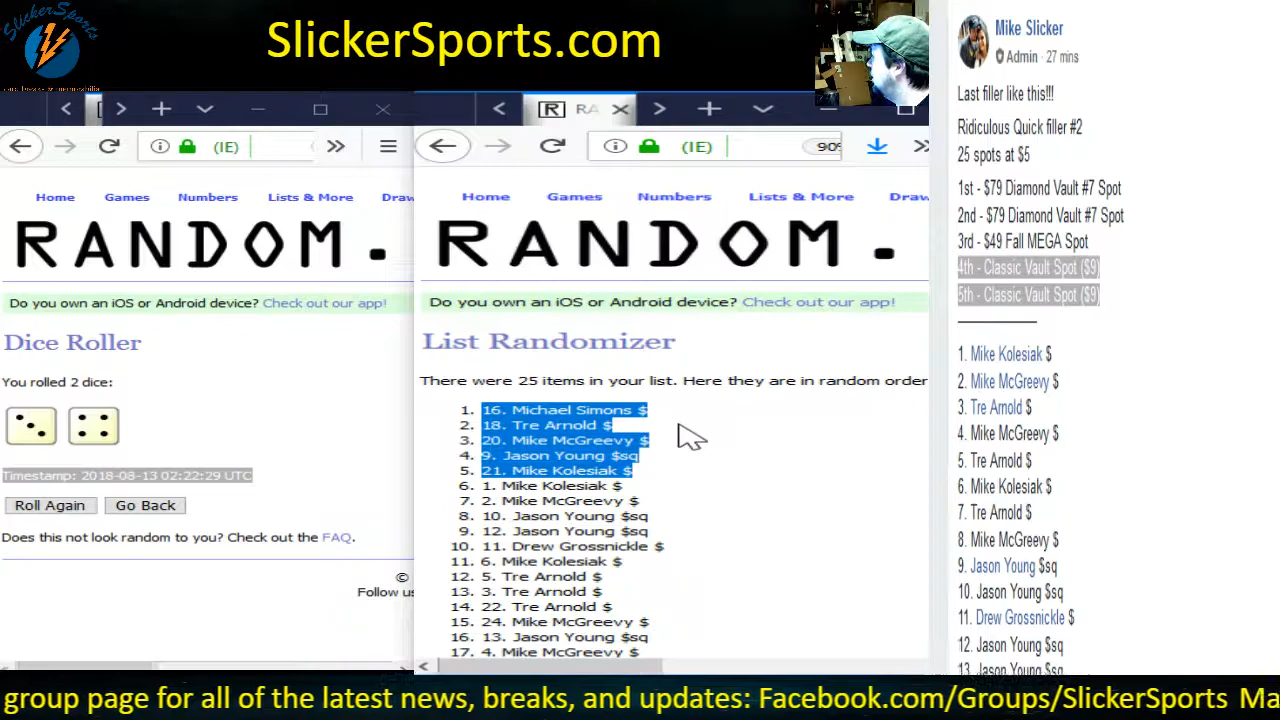 SlickerSports
SlickerSports.com
(IE)
Home Games Numbers Lists & More Draw
RANDOM.
Do you own an iOS or Android device? Check out our app!
Dice Roller
You rolled 2 dice:
Timestamp: 2018-08-13 02:22:29 UTC
Roll Again Go Back
Does this not look random to you? Check out the FAQ.
©
Follow us
R RA
(IE) 90%
Home Games Numbers Lists & More Draw
RANDOM.
Do you own an iOS or Android device? Check out our app!
List Randomizer
There were 25 items in your list. Here they are in random order
1. 16. Michael Simons $
2. 18. Tre Arnold $
3. 20. Mike McGreevy $
4. 9. Jason Young $sq
5. 21. Mike Kolesiak $
6. 1. Mike Kolesiak $
7. 2. Mike McGreevy $
8. 10. Jason Young $sq
9. 12. Jason Young $sq
10. 11. Drew Grossnickle $
11. 6. Mike Kolesiak $
12. 5. Tre Arnold $
13. 3. Tre Arnold $
14. 22. Tre Arnold $
15. 24. Mike McGreevy $
16. 13. Jason Young $sq
17. 4. Mike McGreevy $
Mike Slicker
Admin · 27 mins
Last filler like this!!!
Ridiculous Quick filler #2
25 spots at $5
1st - $79 Diamond Vault #7 Spot
2nd - $79 Diamond Vault #7 Spot
3rd - $49 Fall MEGA Spot
4th - Classic Vault Spot ($9)
5th - Classic Vault Spot ($9)
1. Mike Kolesiak $
2. Mike McGreevy $
3. Tre Arnold $
4. Mike McGreevy $
5. Tre Arnold $
6. Mike Kolesiak $
7. Tre Arnold $
8. Mike McGreevy $
9. Jason Young $sq
10. Jason Young $sq
11. Drew Grossnickle $
12. Jason Young $sq
13. Jason Young $sq
group page for all of the latest news, breaks, and updates: Facebook.com/Groups/SlickerSports Ma